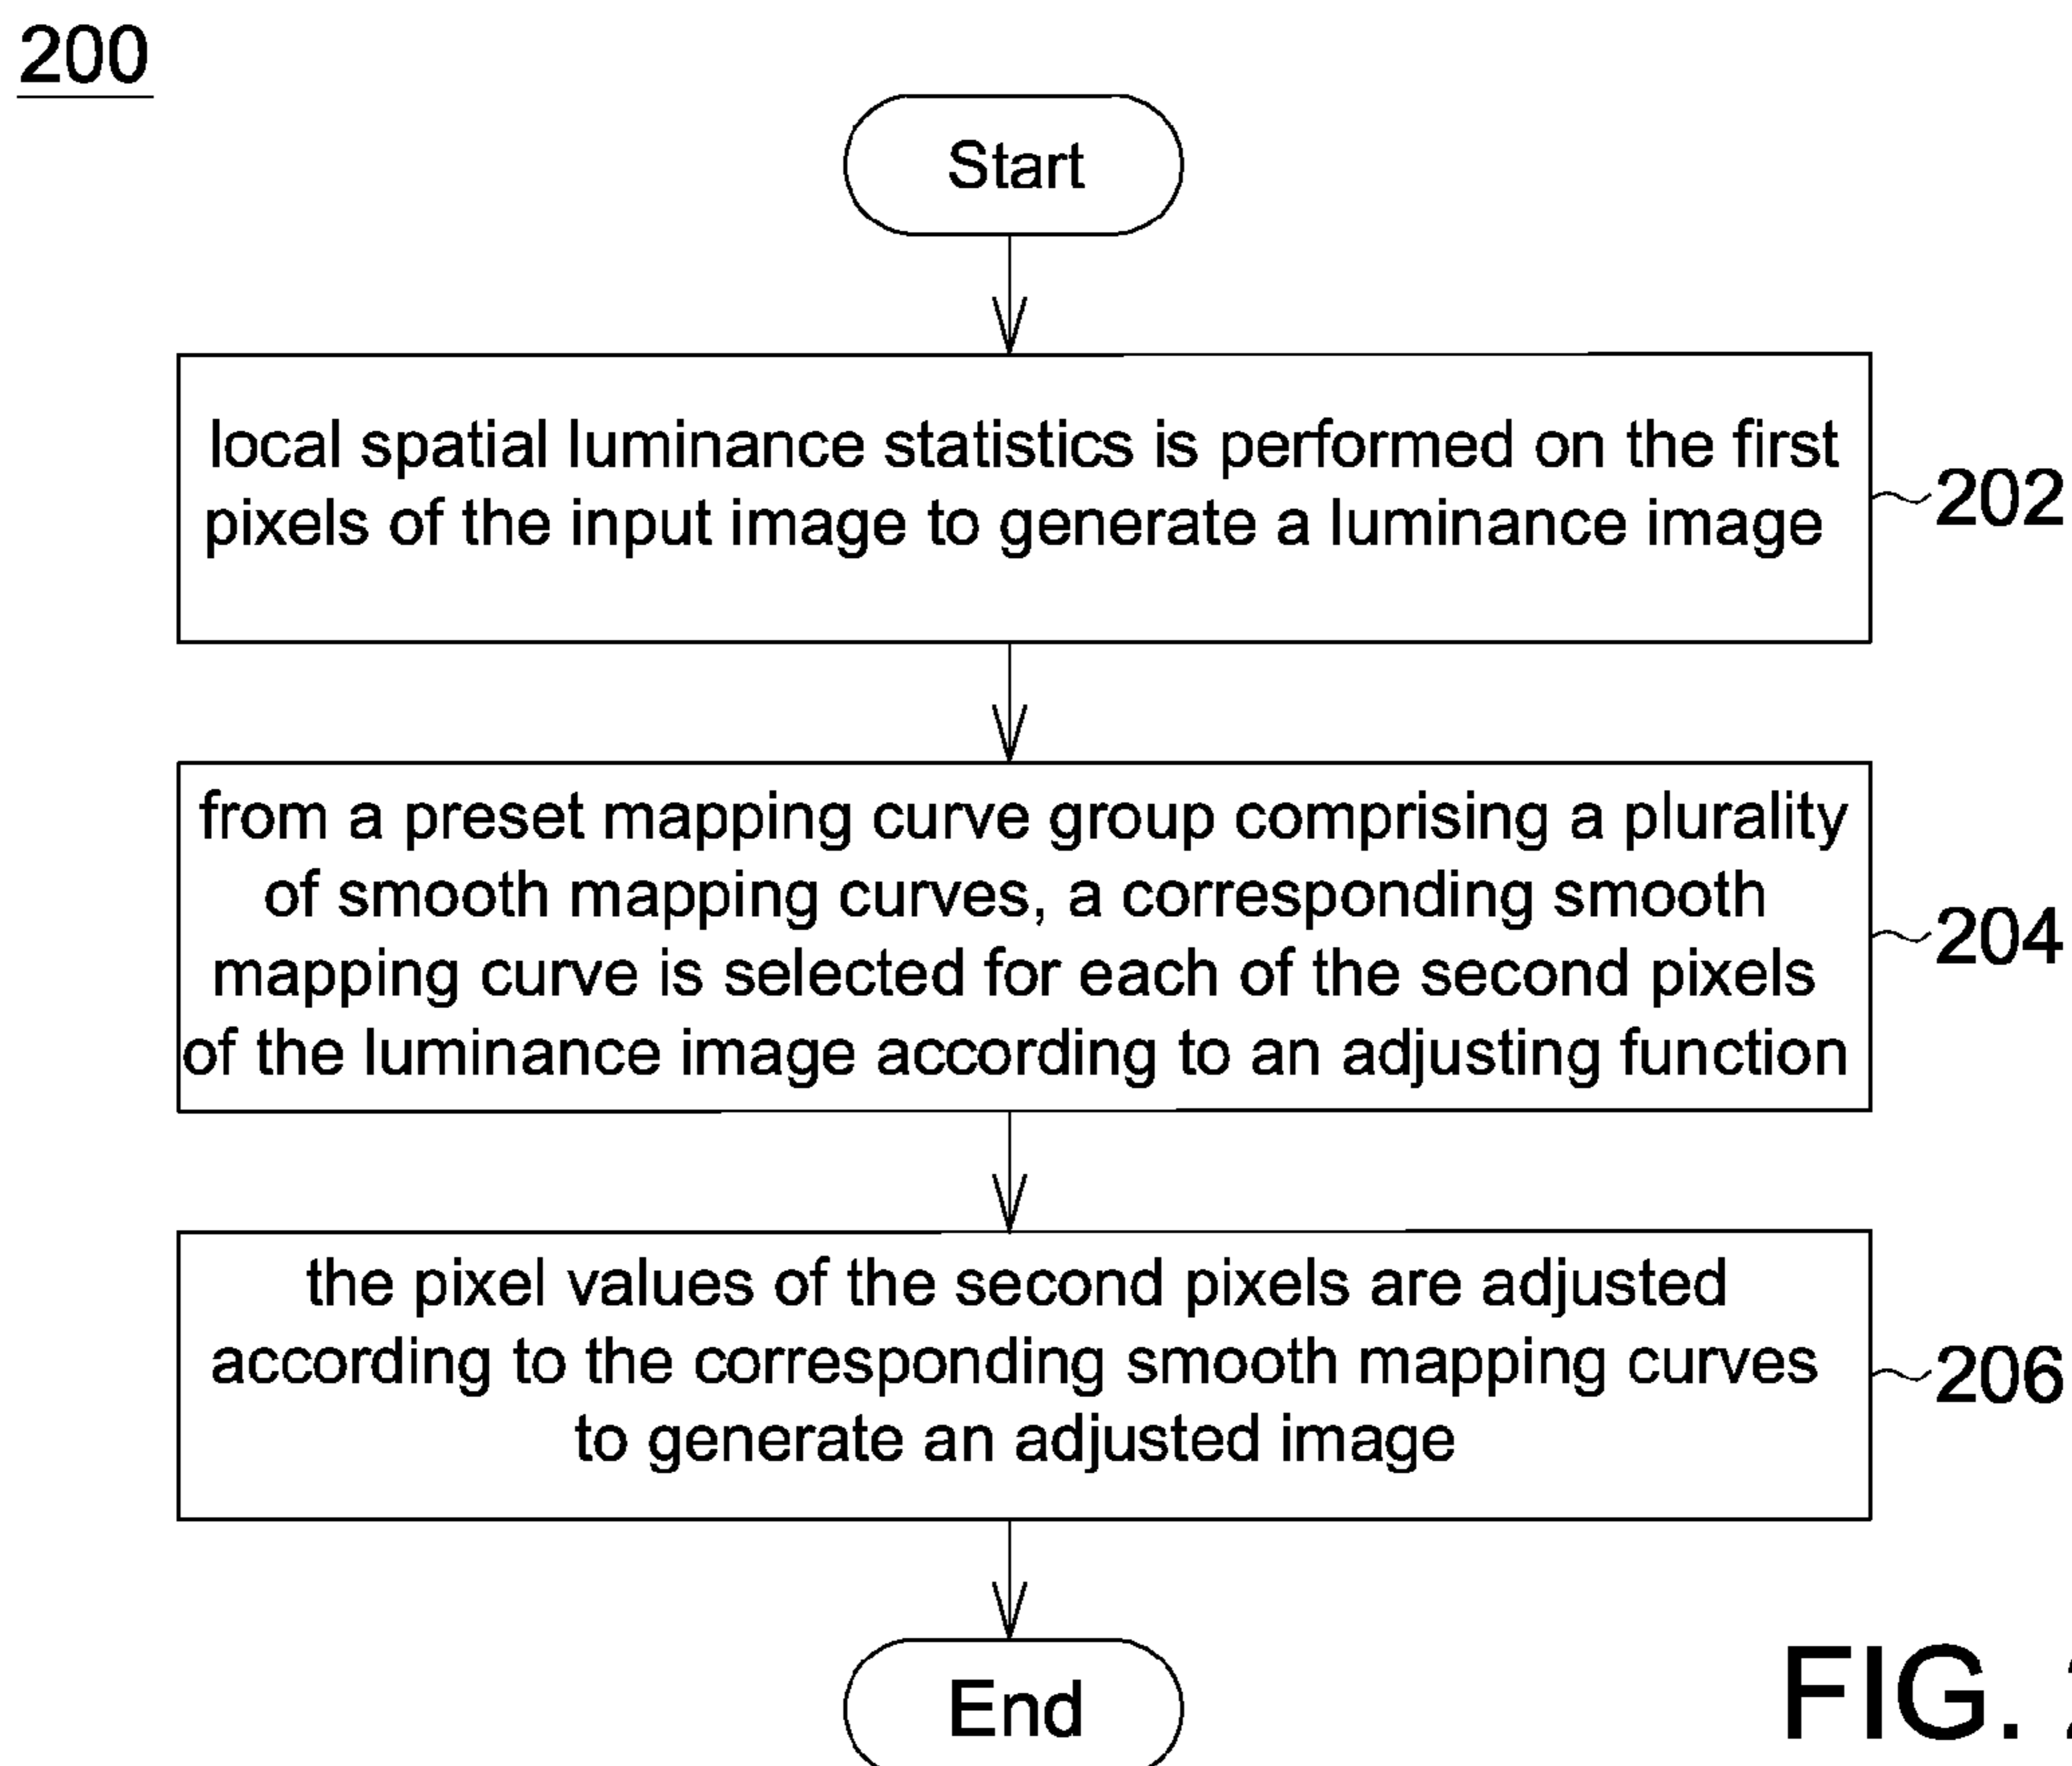 200
Start
local spatial luminance statistics is performed on the first
pixels of the input image to generate a luminance image
202
from a preset mapping curve group comprising a plurality
of smooth mapping curves, a corresponding smooth
mapping curve is selected for each of the second pixels
of the luminance image according to an adjusting function
204
the pixel values of the second pixels are adjusted
according to the corresponding smooth mapping curves
to generate an adjusted image
206
End
FIG.